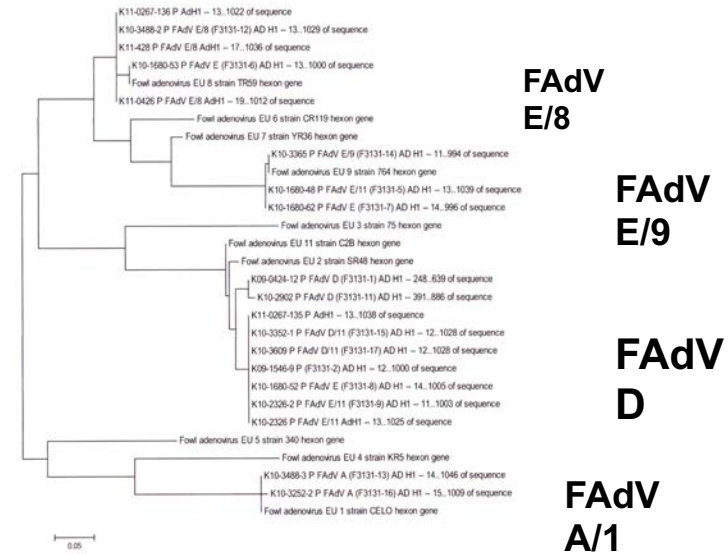 K11-0267-136 P AdH1 – 13..1022 of sequence
K10-3488-2 P FAdV E/8 (F3131-12) AD H1 – 13..1029 of sequence
K11-428 P FAdV E/8 AdH1 – 17..1036 of sequence
K10-1680-53 P FAdV E (F3131-6) AD H1 – 13..1000 of sequence
Fowl adenovirus EU 8 strain TR59 hexon gene
K11-0426 P FAdV E/8 AdH1 – 19..1012 of sequence
FAdV
E/8
Fowl adenovirus EU 6 strain CR119 hexon gene
Fowl adenovirus EU 7 strain YR36 hexon gene
K10-3365 P FAdV E/9 (F3131-14) AD H1 – 11..994 of sequence
Fowl adenovirus EU 9 strain 764 hexon gene
K10-1680-48 P FAdV E/11 (F3131-5) AD H1 – 13..1039 of sequence
K10-1680-62 P FAdV E (F3131-7) AD H1 – 14..996 of sequence
FAdV
E/9
Fowl adenovirus EU 3 strain 75 hexon gene
Fowl adenovirus EU 11 strain C2B hexon gene
Fowl adenovirus EU 2 strain SR48 hexon gene
K09-0424-12 P FAdV D (F3131-1) AD H1 – 248..639 of sequence
K10-2902 P FAdV D (F3131-11) AD H1 – 391..886 of sequence
K11-0267-135 P AdH1 – 13..1038 of sequence
K10-3352-1 P FAdV D/11 (F3131-15) AD H1 – 12..1028 of sequence
K10-3609 P FAdV D/11 (F3131-17) AD H1 – 12..1028 of sequence
K09-1546-9 P (F3131-2) AD H1 – 12..1000 of sequence
K10-1680-52 P FAdV E (F3131-8) AD H1 – 14..1005 of sequence
K10-2326-2 P FAdV E/11 (F3131-9) AD H1 – 11..1003 of sequence
K10-2326 P FAdV E/11 AdH1 – 13..1025 of sequence
FAdV
D
Fowl adenovirus EU 5 strain 340 hexon gene
Fowl adenovirus EU 4 strain KR5 hexon gene
K10-3488-3 P FAdV A (F3131-13) AD H1 – 14..1046 of sequence
K10-3252-2 P FAdV A (F3131-16) AD H1 – 15..1009 of sequence
Fowl adenovirus EU 1 strain CELO hexon gene
FAdV
A/1
0.05